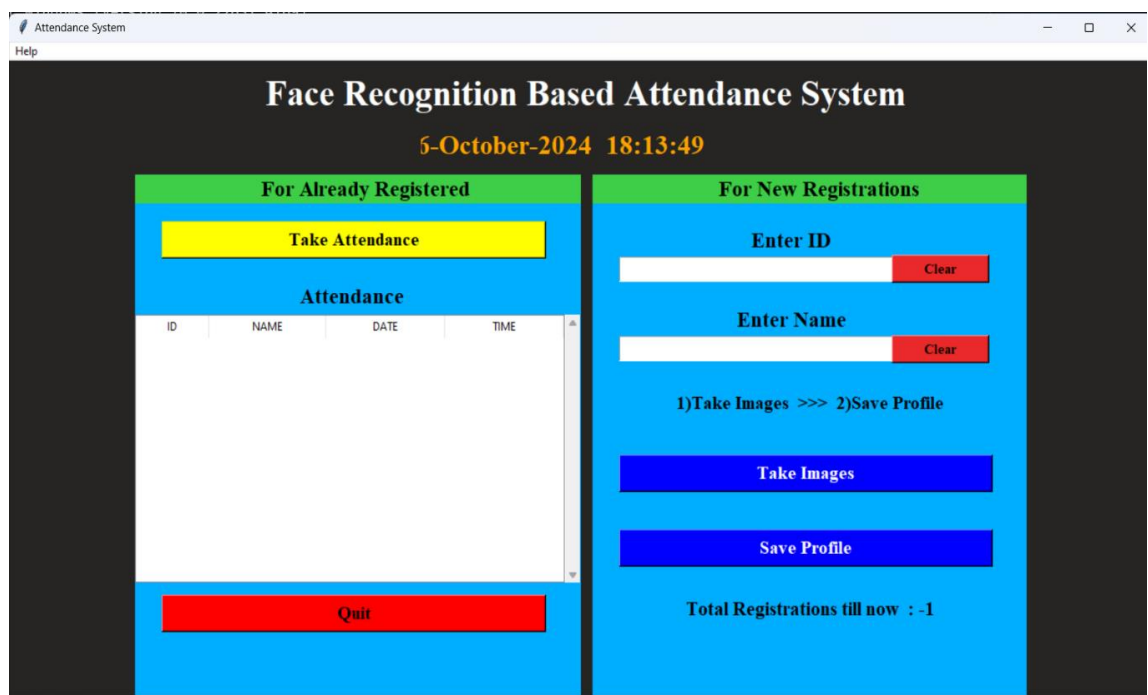 Attendance System
Help
Face Recognition Based Attendance System
6-October-2024 18:13:49
For Already Registered
Take Attendance
Attendance
ID NAME DATE TIME
Quit
For New Registrations
Enter ID
Clear
Enter Name
Clear
1)Take Images >>> 2)Save Profile
Take Images
Save Profile
Total Registrations till now : -1